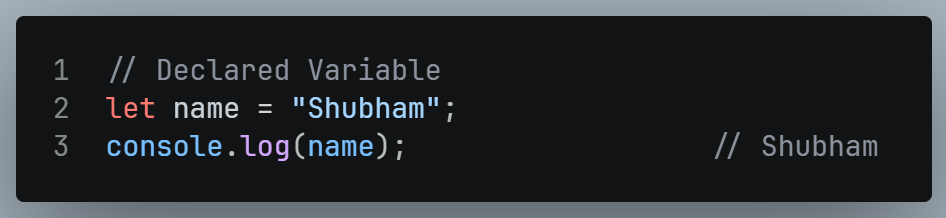 1 // Declared Variable
2 let name = "Shubham";
3 console.log(name); // Shubham